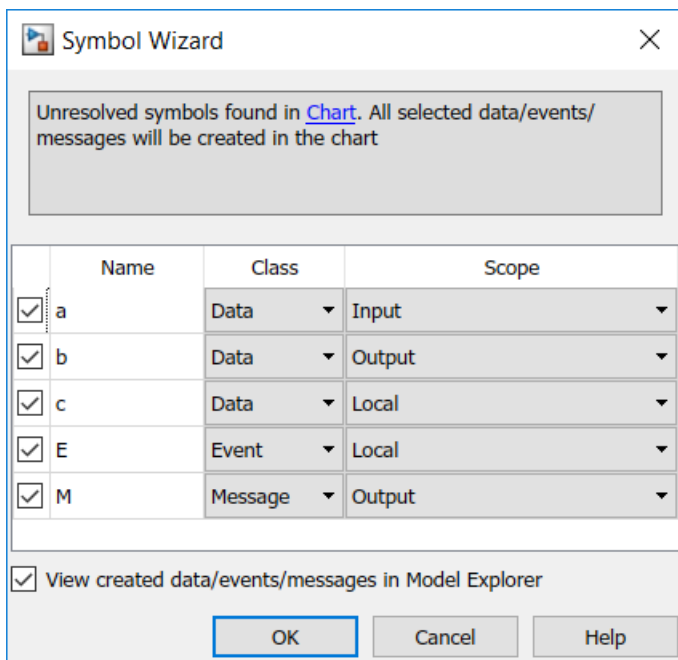 Symbol Wizard
Unresolved symbols found in Chart. All selected data/events/
messages will be created in the chart
Name Class Scope
a Data Input
b Data Output
c Data Local
E Event Local
M Message Output
View created data/events/messages in Model Explorer
OK Cancel Help